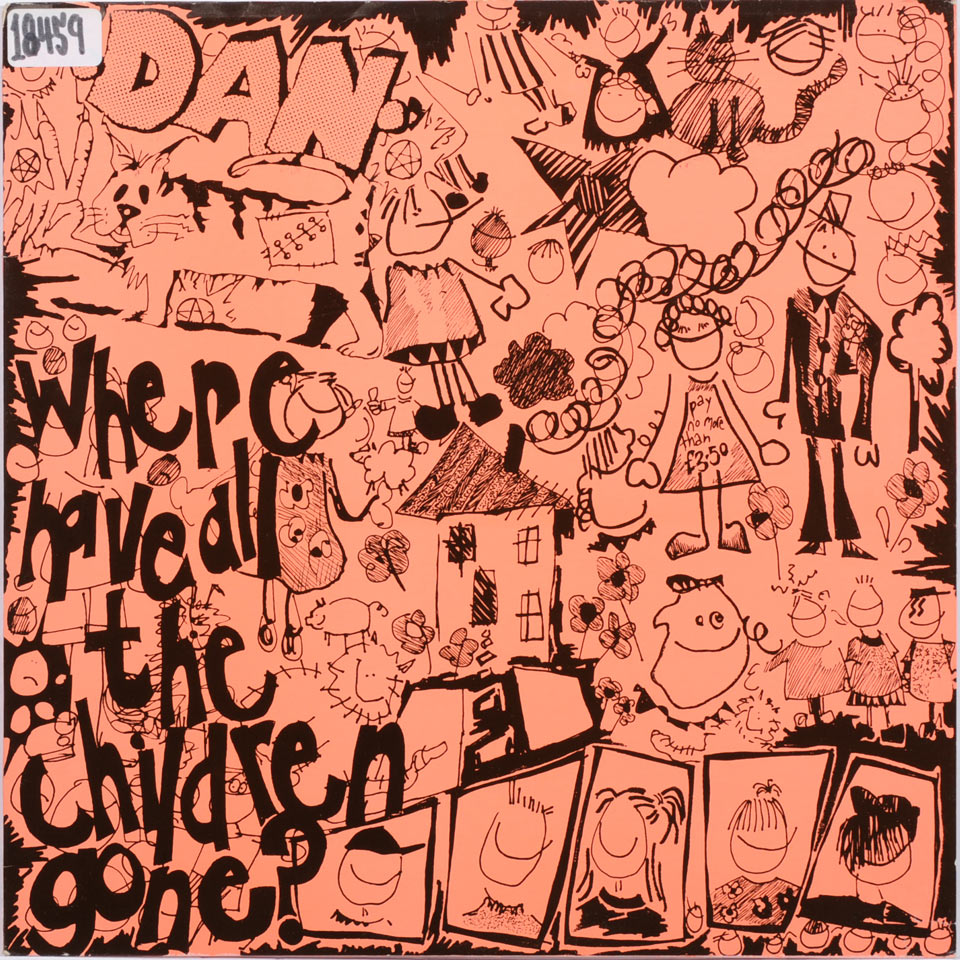 18459
DAN
Where
have all
the
children
gone?
pay
no more
than
£3·50